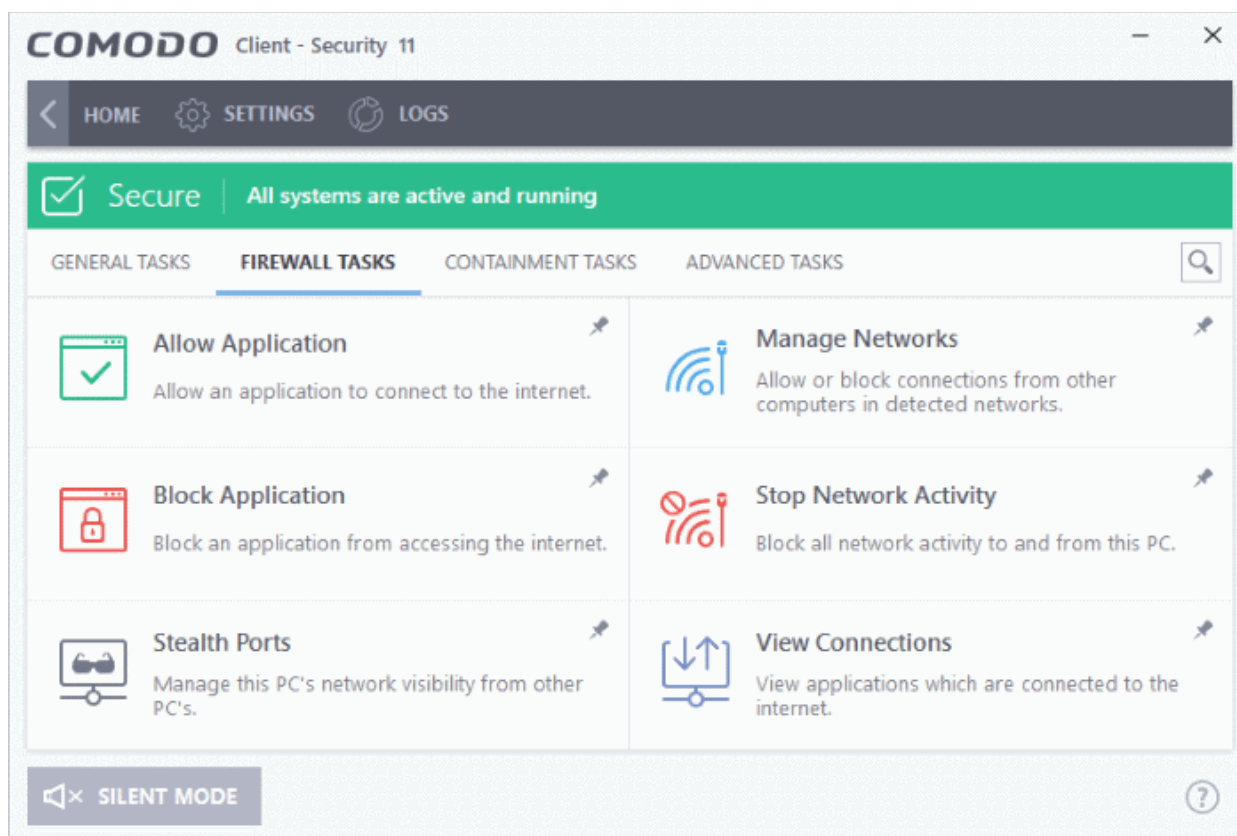 COMODO Client - Security 11
HOME SETTINGS LOGS
Secure All systems are active and running
GENERAL TASKS FIREWALL TASKS CONTAINMENT TASKS ADVANCED TASKS
Allow Application
Allow an application to connect to the internet.
Manage Networks
Allow or block connections from other
computers in detected networks.
Block Application
Block an application from accessing the internet.
Stop Network Activity
Block all network activity to and from this PC.
Stealth Ports
Manage this PC's network visibility from other
PC's.
View Connections
View applications which are connected to the
internet.
SILENT MODE
?